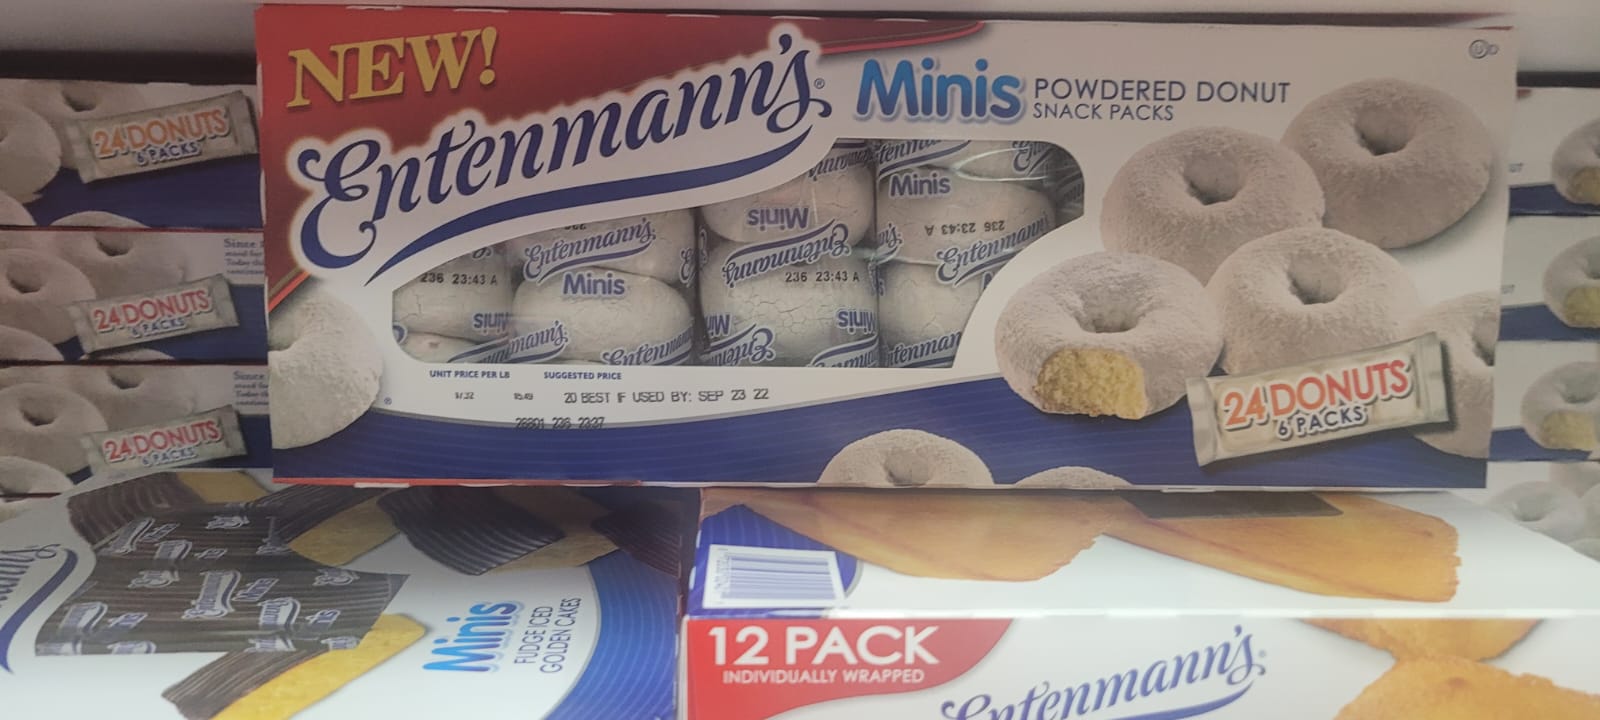 NEW!
Entenmann's®
Minis POWDERED DONUT
SNACK PACKS
24 DONUTS
6 PACKS
24 DONUTS
6 PACKS
24 DONUTS
6 PACKS
Entenmann's
Minis
Minis
Entenmann's
Minis
236 23:43 A
236 23:43 A
236 23:43 A
Entenmann's
UNIT PRICE PER LB SUGGESTED PRICE
20 BEST IF USED BY: SEP 23 22
24 DONUTS
6 PACKS
Minis
FUDGE ICED
GOLDEN CAKES
12 PACK
INDIVIDUALLY WRAPPED
Entenmann's®